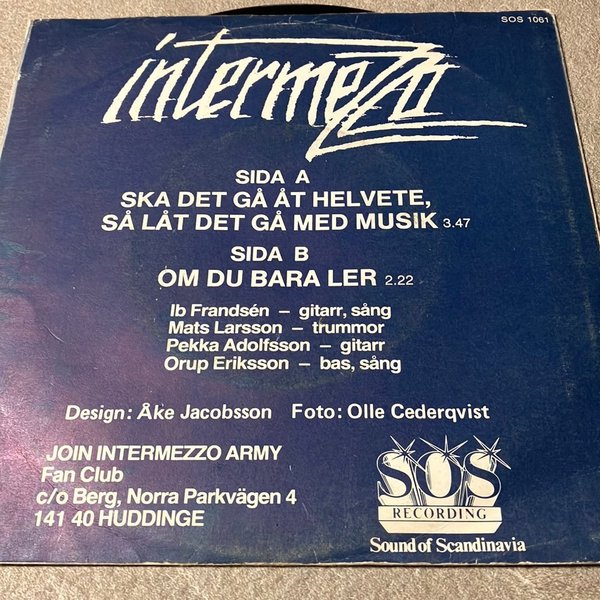 SOS 1061
intermezzo
SIDA A
SKA DET GÅ ÅT HELVETE,
SÅ LÅT DET GÅ MED MUSIK 3.47
SIDA B
OM DU BARA LER 2.22
Ib Frandsén – gitarr, sång
Mats Larsson – trummor
Pekka Adolfsson – gitarr
Orup Eriksson – bas, sång
Design: Åke Jacobsson Foto: Olle Cederqvist
JOIN INTERMEZZO ARMY
Fan Club
c/o Berg, Norra Parkvägen 4
141 40 HUDDINGE
SOS
RECORDING
Sound of Scandinavia